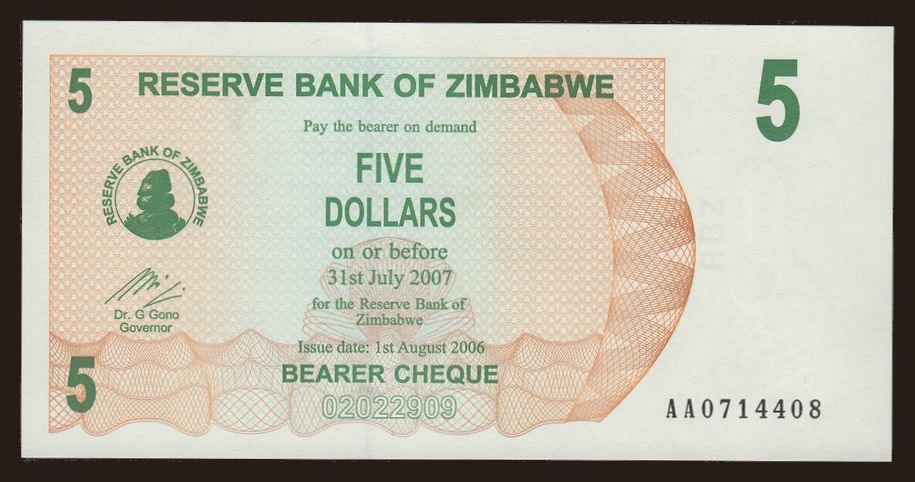 5
RESERVE BANK OF ZIMBABWE
5
Pay the bearer on demand
FIVE
DOLLARS
RESERVE BANK OF ZIMBABWE
on or before
31st July 2007
for the Reserve Bank of
Zimbabwe
Dr. G Gono
Governor
Issue date: 1st August 2006
5
BEARER CHEQUE
02022909
AA0714408
RBZ